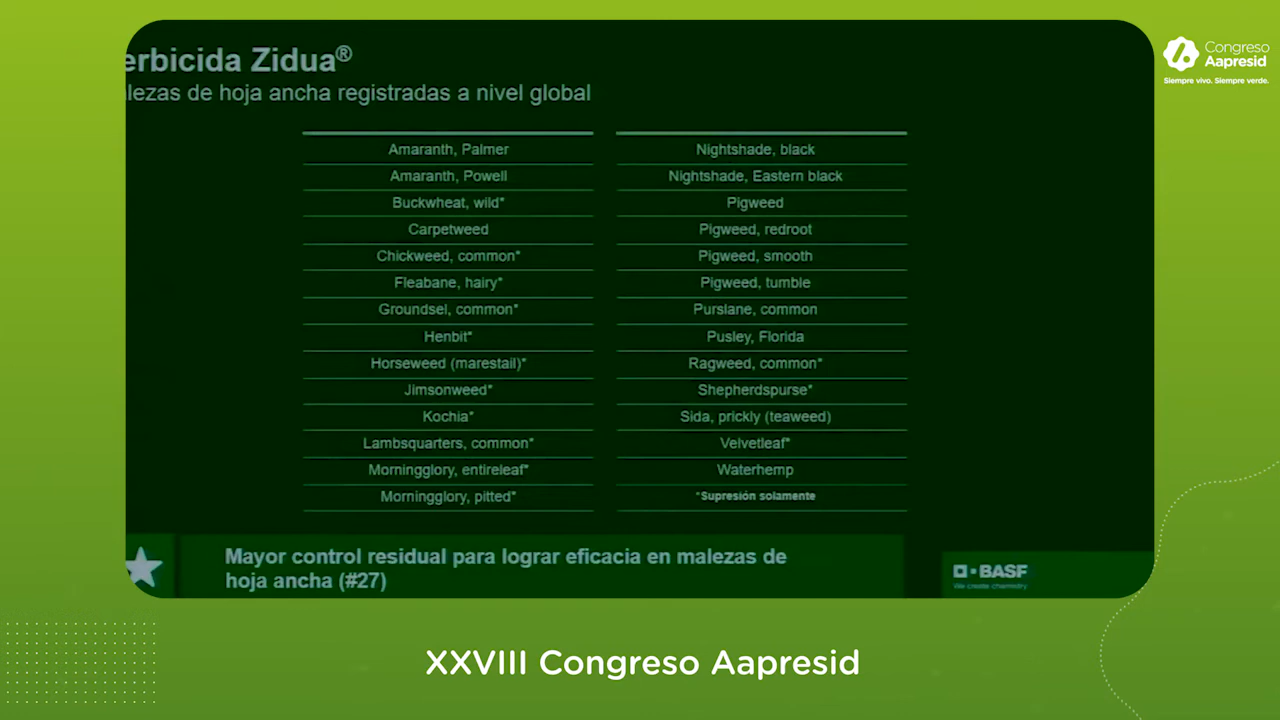 erbicida Zidua®
lezas de hoja ancha registradas a nivel global
Amaranth, Palmer
Amaranth, Powell
Buckwheat, wild*
Carpetweed
Chickweed, common*
Fleabane, hairy*
Groundsel, common*
Henbit*
Horseweed (marestail)*
Jimsonweed*
Kochia*
Lambsquarters, common*
Morningglory, entireleaf*
Morningglory, pitted*
Nightshade, black
Nightshade, Eastern black
Pigweed
Pigweed, redroot
Pigweed, smooth
Pigweed, tumble
Purslane, common
Pusley, Florida
Ragweed, common*
Shepherdspurse*
Sida, prickly (teaweed)
Velvetleaf*
Waterhemp
*Supresión solamente
Mayor control residual para lograr eficacia en malezas de
hoja ancha (#27)
BASF
We create chemistry
Congreso
Aapresid
Siempre vivo. Siempre verde.
XXVIII Congreso Aapresid